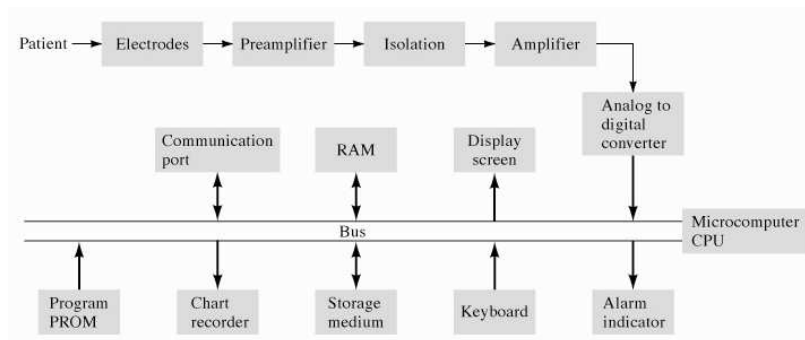 Patient
Electrodes
Preamplifier
Isolation
Amplifier
Analog to
digital
converter
Communication
port
RAM
Display
screen
Bus
Microcomputer
CPU
Program
PROM
Chart
recorder
Storage
medium
Keyboard
Alarm
indicator